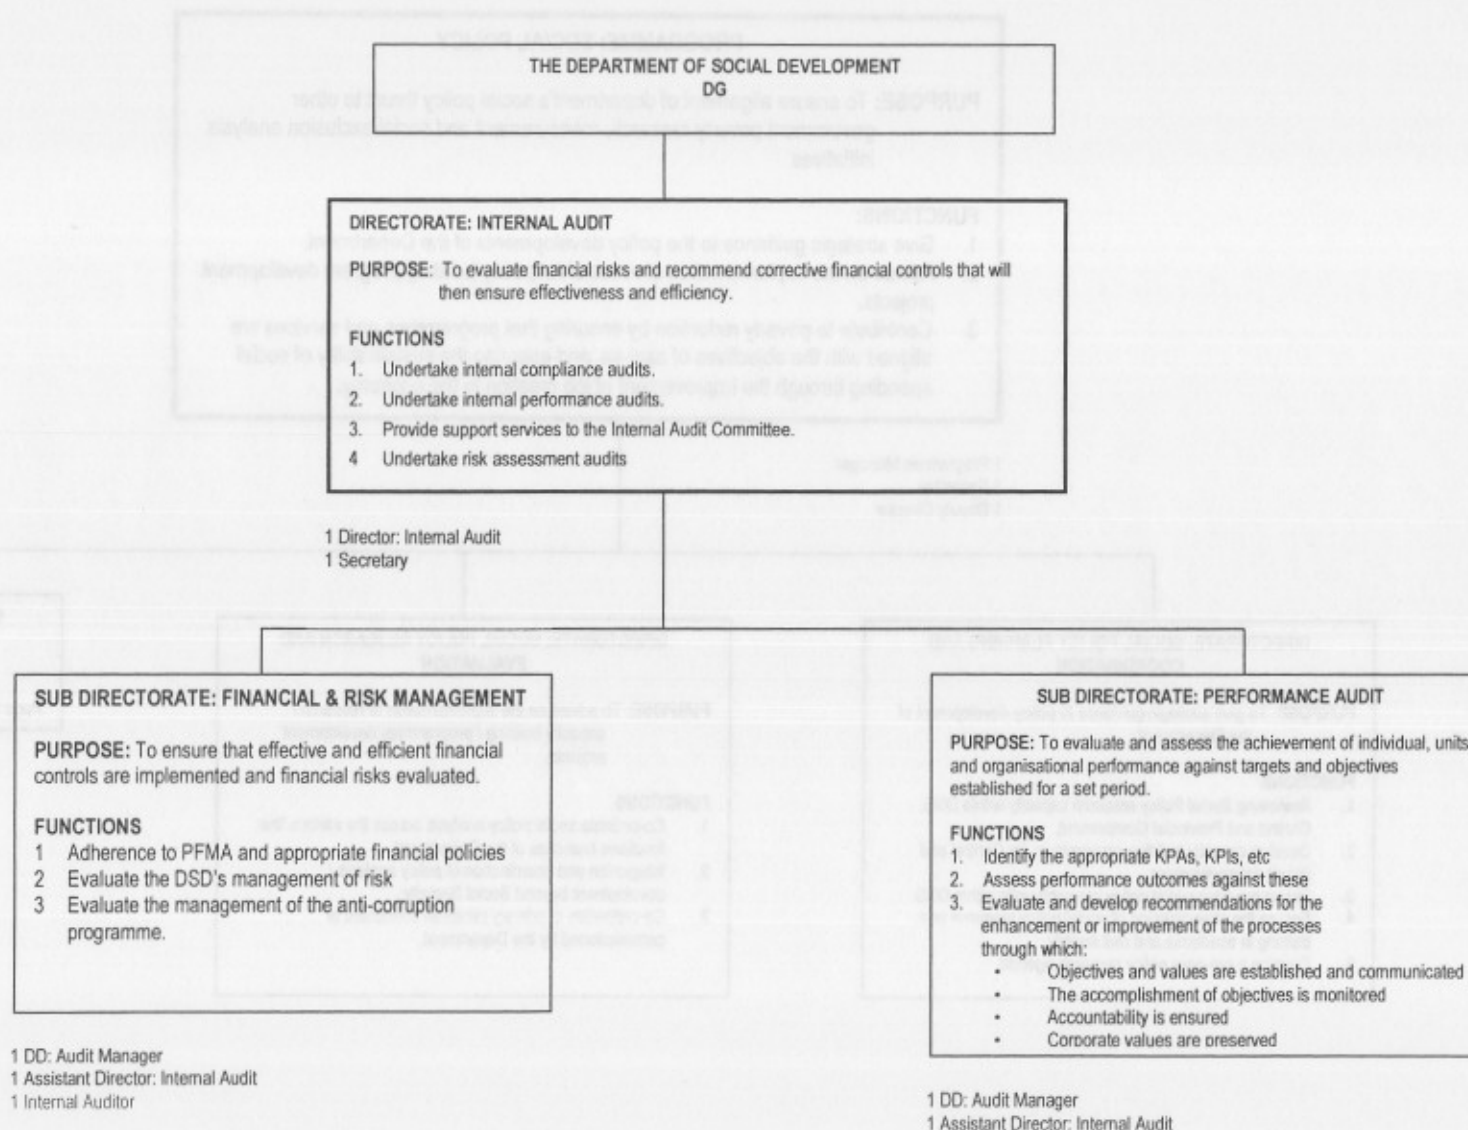 THE DEPARTMENT OF SOCIAL DEVELOPMENT
DG
DIRECTORATE: INTERNAL AUDIT
PURPOSE: To evaluate financial risks and recommend corrective financial controls that will
then ensure effectiveness and efficiency.
FUNCTIONS
1. Undertake internal compliance audits.
2. Undertake internal performance audits.
3. Provide support services to the Internal Audit Committee.
4 Undertake risk assessment audits
1 Director: Internal Audit
1 Secretary
SUB DIRECTORATE: FINANCIAL & RISK MANAGEMENT
PURPOSE: To ensure that effective and efficient financial
controls are implemented and financial risks evaluated.
FUNCTIONS
1 Adherence to PFMA and appropriate financial policies
2 Evaluate the DSD's management of risk
3 Evaluate the management of the anti-corruption
programme.
1 DD: Audit Manager
1 Assistant Director: Internal Audit
1 Internal Auditor
SUB DIRECTORATE: PERFORMANCE AUDIT
PURPOSE: To evaluate and assess the achievement of individual, units
and organisational performance against targets and objectives
established for a set period.
FUNCTIONS
1. Identify the appropriate KPAs, KPIs, etc
2. Assess performance outcomes against these
3. Evaluate and develop recommendations for the
enhancement or improvement of the processes
through which:
• Objectives and values are established and communicated
• The accomplishment of objectives is monitored
• Accountability is ensured
• Corporate values are preserved
1 DD: Audit Manager
1 Assistant Director: Internal Audit